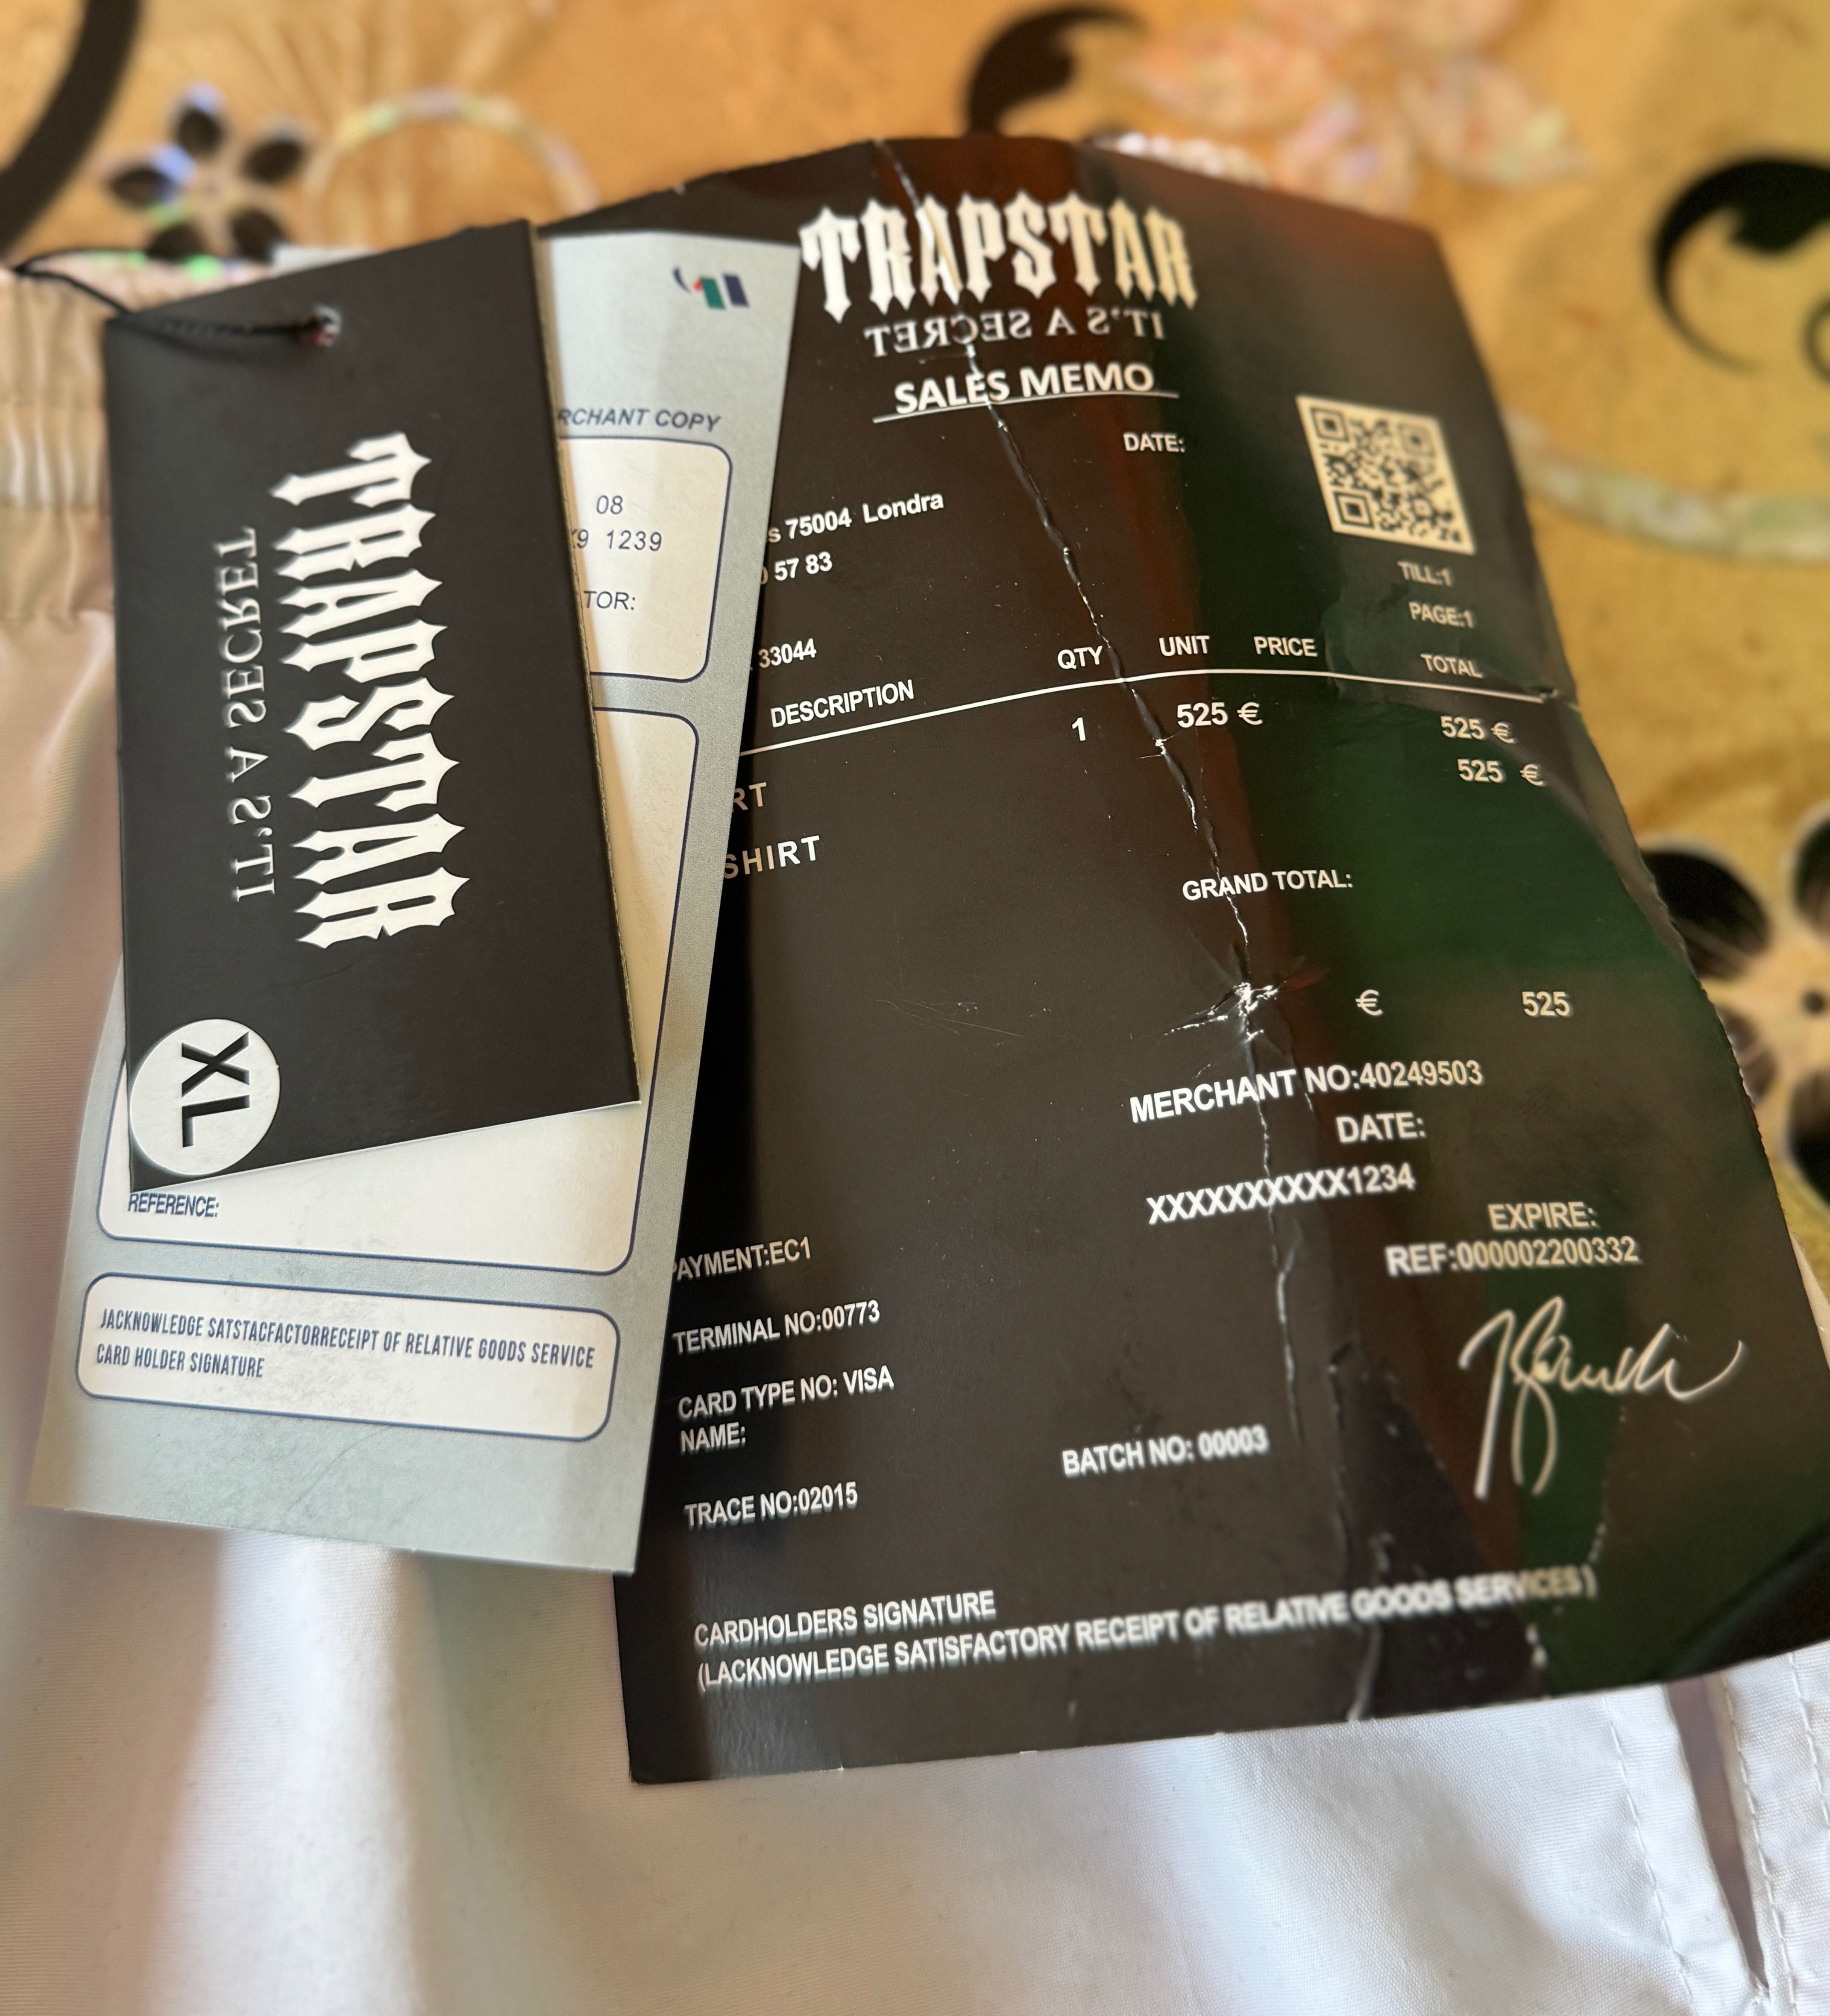 TRAPSTAR
IT'S A SECRET
XL
RCHANT COPY
08
9 1239
TOR:
REFERENCE:
JACKNOWLEDGE SATSTACFACTORRECEIPT OF RELATIVE GOODS SERVICE
CARD HOLDER SIGNATURE
TRAPSTAR
IT'S A SECRET
SALES MEMO
DATE:
s 75004 Londra
57 83
TILL:1
PAGE:1
33044
DESCRIPTION QTY UNIT PRICE TOTAL
1 525 € 525 €
525 €
RT
SHIRT
GRAND TOTAL:
€ 525
MERCHANT NO:40249503
DATE:
XXXXXXXXXX1234
EXPIRE:
REF:000002200332
PAYMENT:EC1
TERMINAL NO:00773
CARD TYPE NO: VISA
NAME:
BATCH NO: 00003
TRACE NO:02015
CARDHOLDERS SIGNATURE
(LACKNOWLEDGE SATISFACTORY RECEIPT OF RELATIVE GOODS SERVICES)